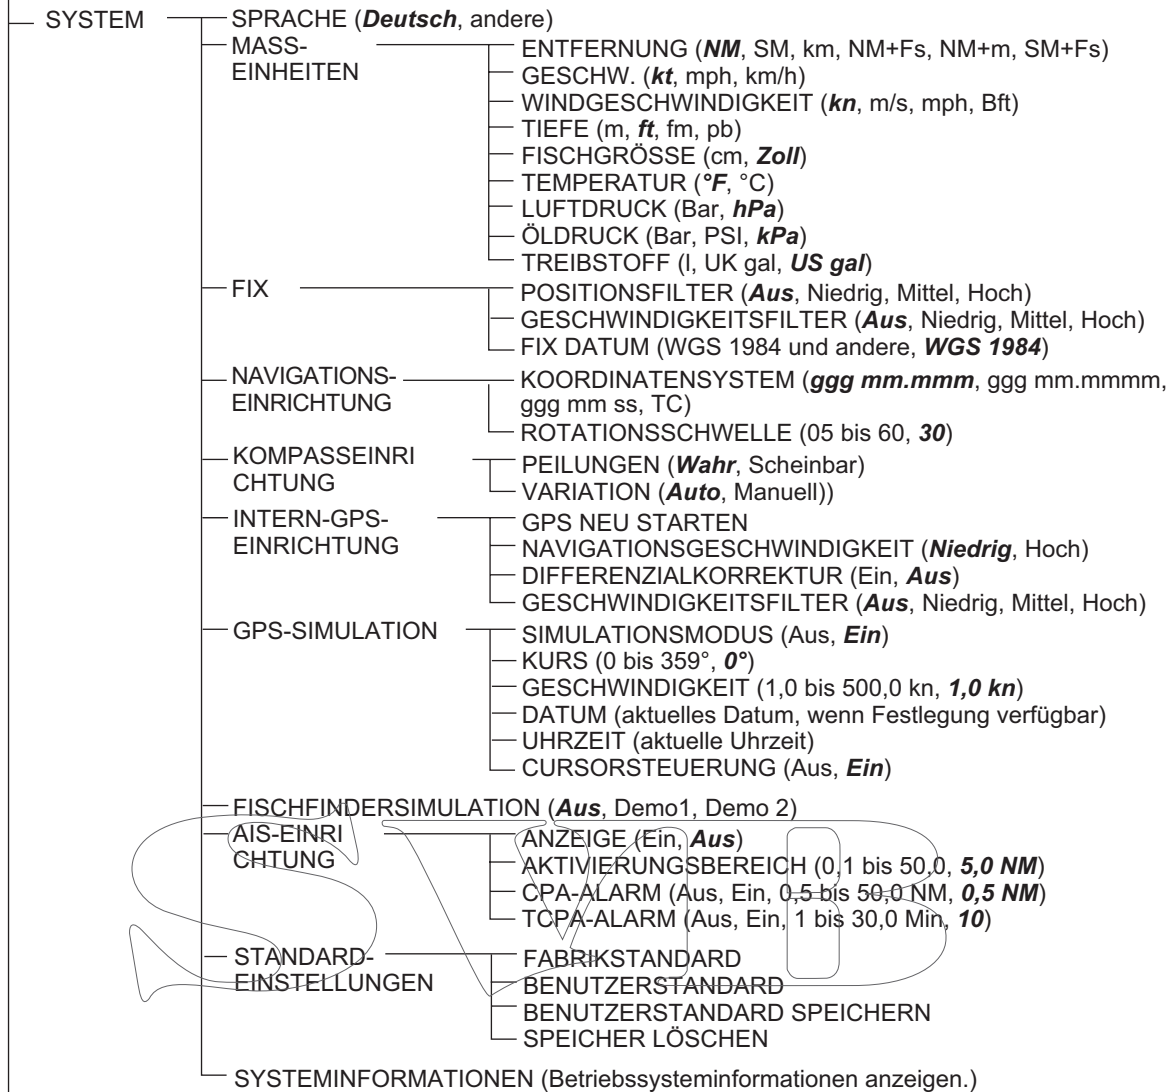 SYSTEM
SPRACHE (Deutsch, andere)
MASS-
EINHEITEN
ENTFERNUNG (NM, SM, km, NM+Fs, NM+m, SM+Fs)
GESCHW. (kt, mph, km/h)
WINDGESCHWINDIGKEIT (kn, m/s, mph, Bft)
TIEFE (m, ft, fm, pb)
FISCHGRÖSSE (cm, Zoll)
TEMPERATUR (°F, °C)
LUFTDRUCK (Bar, hPa)
ÖLDRUCK (Bar, PSI, kPa)
TREIBSTOFF (l, UK gal, US gal)
FIX
POSITIONSFILTER (Aus, Niedrig, Mittel, Hoch)
GESCHWINDIGKEITSFILTER (Aus, Niedrig, Mittel, Hoch)
FIX DATUM (WGS 1984 und andere, WGS 1984)
NAVIGATIONS-
EINRICHTUNG
KOORDINATENSYSTEM (ggg mm.mmm, ggg mm.mmmm,
ggg mm ss, TC)
ROTATIONSSCHWELLE (05 bis 60, 30)
KOMPASSEINRI
CHTUNG
PEILUNGEN (Wahr, Scheinbar)
VARIATION (Auto, Manuell))
INTERN-GPS-
EINRICHTUNG
GPS NEU STARTEN
NAVIGATIONSGESCHWINDIGKEIT (Niedrig, Hoch)
DIFFERENZIALKORREKTUR (Ein, Aus)
GESCHWINDIGKEITSFILTER (Aus, Niedrig, Mittel, Hoch)
GPS-SIMULATION
SIMULATIONSMODUS (Aus, Ein)
KURS (0 bis 359°, 0°)
GESCHWINDIGKEIT (1,0 bis 500,0 kn, 1,0 kn)
DATUM (aktuelles Datum, wenn Festlegung verfügbar)
UHRZEIT (aktuelle Uhrzeit)
CURSORSTEUERUNG (Aus, Ein)
FISCHFINDERSIMULATION (Aus, Demo1, Demo 2)
AIS-EINRI
CHTUNG
ANZEIGE (Ein, Aus)
AKTIVIERUNGSBEREICH (0,1 bis 50,0, 5,0 NM)
CPA-ALARM (Aus, Ein, 0,5 bis 50,0 NM, 0,5 NM)
TCPA-ALARM (Aus, Ein, 1 bis 30,0 Min, 10)
STANDARD-
EINSTELLUNGEN
FABRIKSTANDARD
BENUTZERSTANDARD
BENUTZERSTANDARD SPEICHERN
SPEICHER LÖSCHEN
SYSTEMINFORMATIONEN (Betriebssysteminformationen anzeigen.)
SVB